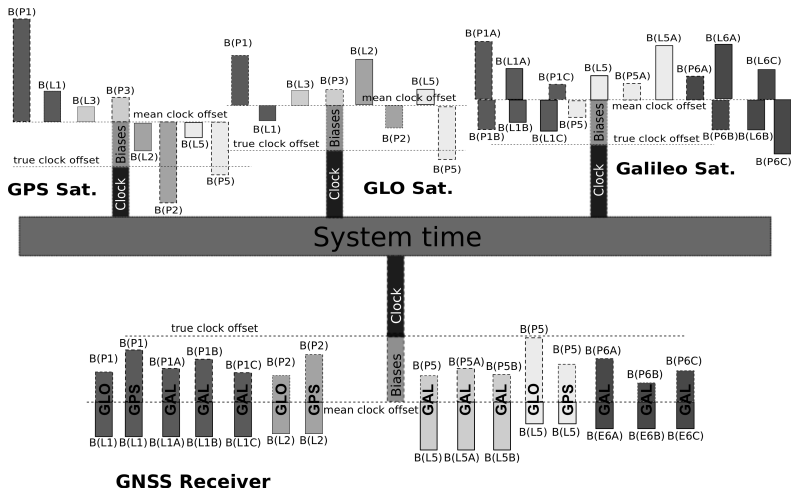 B(P1)
B(L1)
B(L3)
B(P3)
mean clock offset
Biases
B(L2)
B(L5)
true clock offset
B(P5)
GPS Sat.
Clock
B(P2)
B(P1)
B(L1)
B(L3)
B(P3)
B(L2)
B(L5)
mean clock offset
Biases
B(P2)
true clock offset
B(P5)
Clock
GLO Sat.
B(P1A)
B(L1A)
B(P1C)
B(L5)
B(P5A)
B(L5A)
B(P6A)
B(L6A)
B(L6C)
mean clock offset
B(P1B)
B(L1B)
B(L1C)
B(P5)
Biases
B(P6B)
B(L6B)
true clock offset
B(P6C)
Galileo Sat.
Clock
System time
Clock
true clock offset
Biases
mean clock offset
B(P1)
B(P1)
B(P1A)
B(P1B)
B(P1C)
B(P2)
B(P2)
GLO
GPS
GAL
GAL
GAL
GLO
GPS
B(L1)
B(L1)
B(L1A)
B(L1B)
B(L1C)
B(L2)
B(L2)
B(P5)
B(P5A)
B(P5B)
B(P5)
B(P5)
B(P6A)
B(P6B)
B(P6C)
GAL
GAL
GAL
GLO
GPS
GAL
GAL
GAL
B(L5)
B(L5A)
B(L5B)
B(L5)
B(L5)
B(E6A)
B(E6B)
B(E6C)
GNSS Receiver